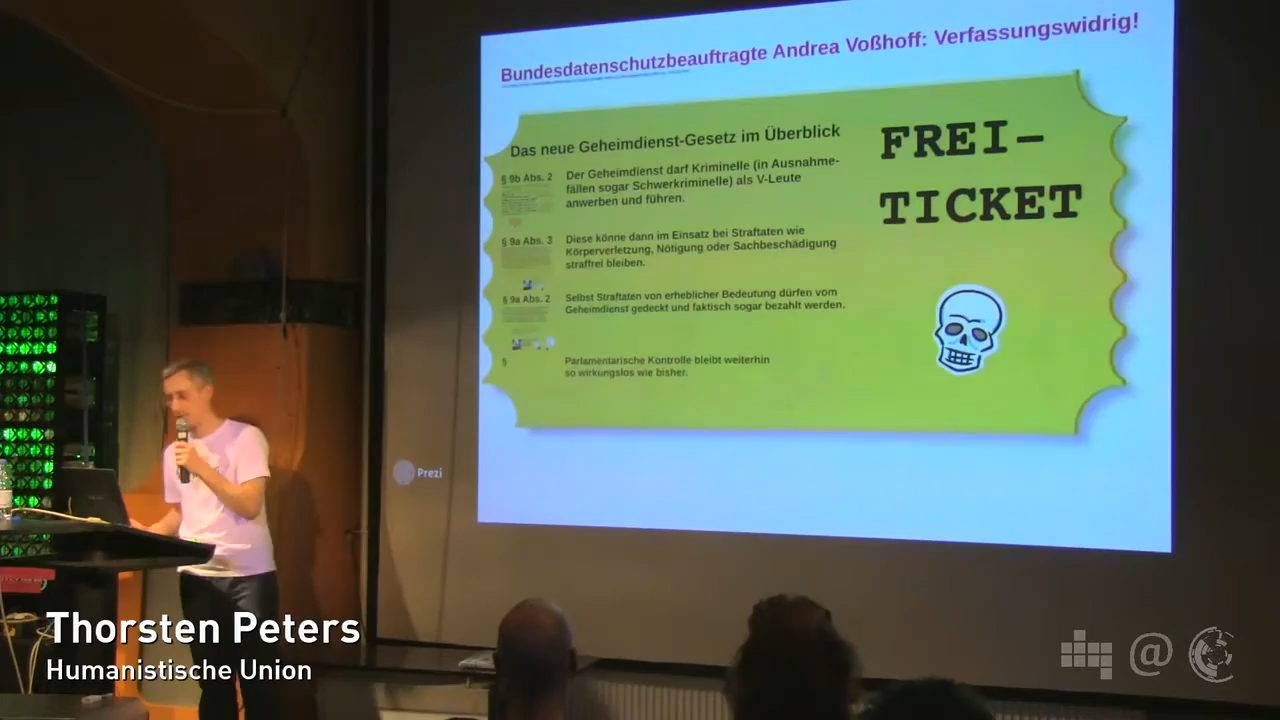 Bundesdatenschutzbeauftragte Andrea Voßhoff: Verfassungswidrig!
Das neue Geheimdienst-Gesetz im Überblick
FREI-
TICKET
§ 9b Abs. 2
Der Geheimdienst darf Kriminelle (in Ausnahme-
fällen sogar Schwerkriminelle) als V-Leute
anwerben und führen.
§ 9a Abs. 3
Diese könne dann im Einsatz bei Straftaten wie
Körperverletzung, Nötigung oder Sachbeschädigung
straffrei bleiben.
§ 9a Abs. 2
Selbst Straftaten von erheblicher Bedeutung dürfen vom
Geheimdienst gedeckt und faktisch sogar bezahlt werden.
§
Parlamentarische Kontrolle bleibt weiterhin
so wirkungslos wie bisher.
Prezi
Thorsten Peters
Humanistische Union
@